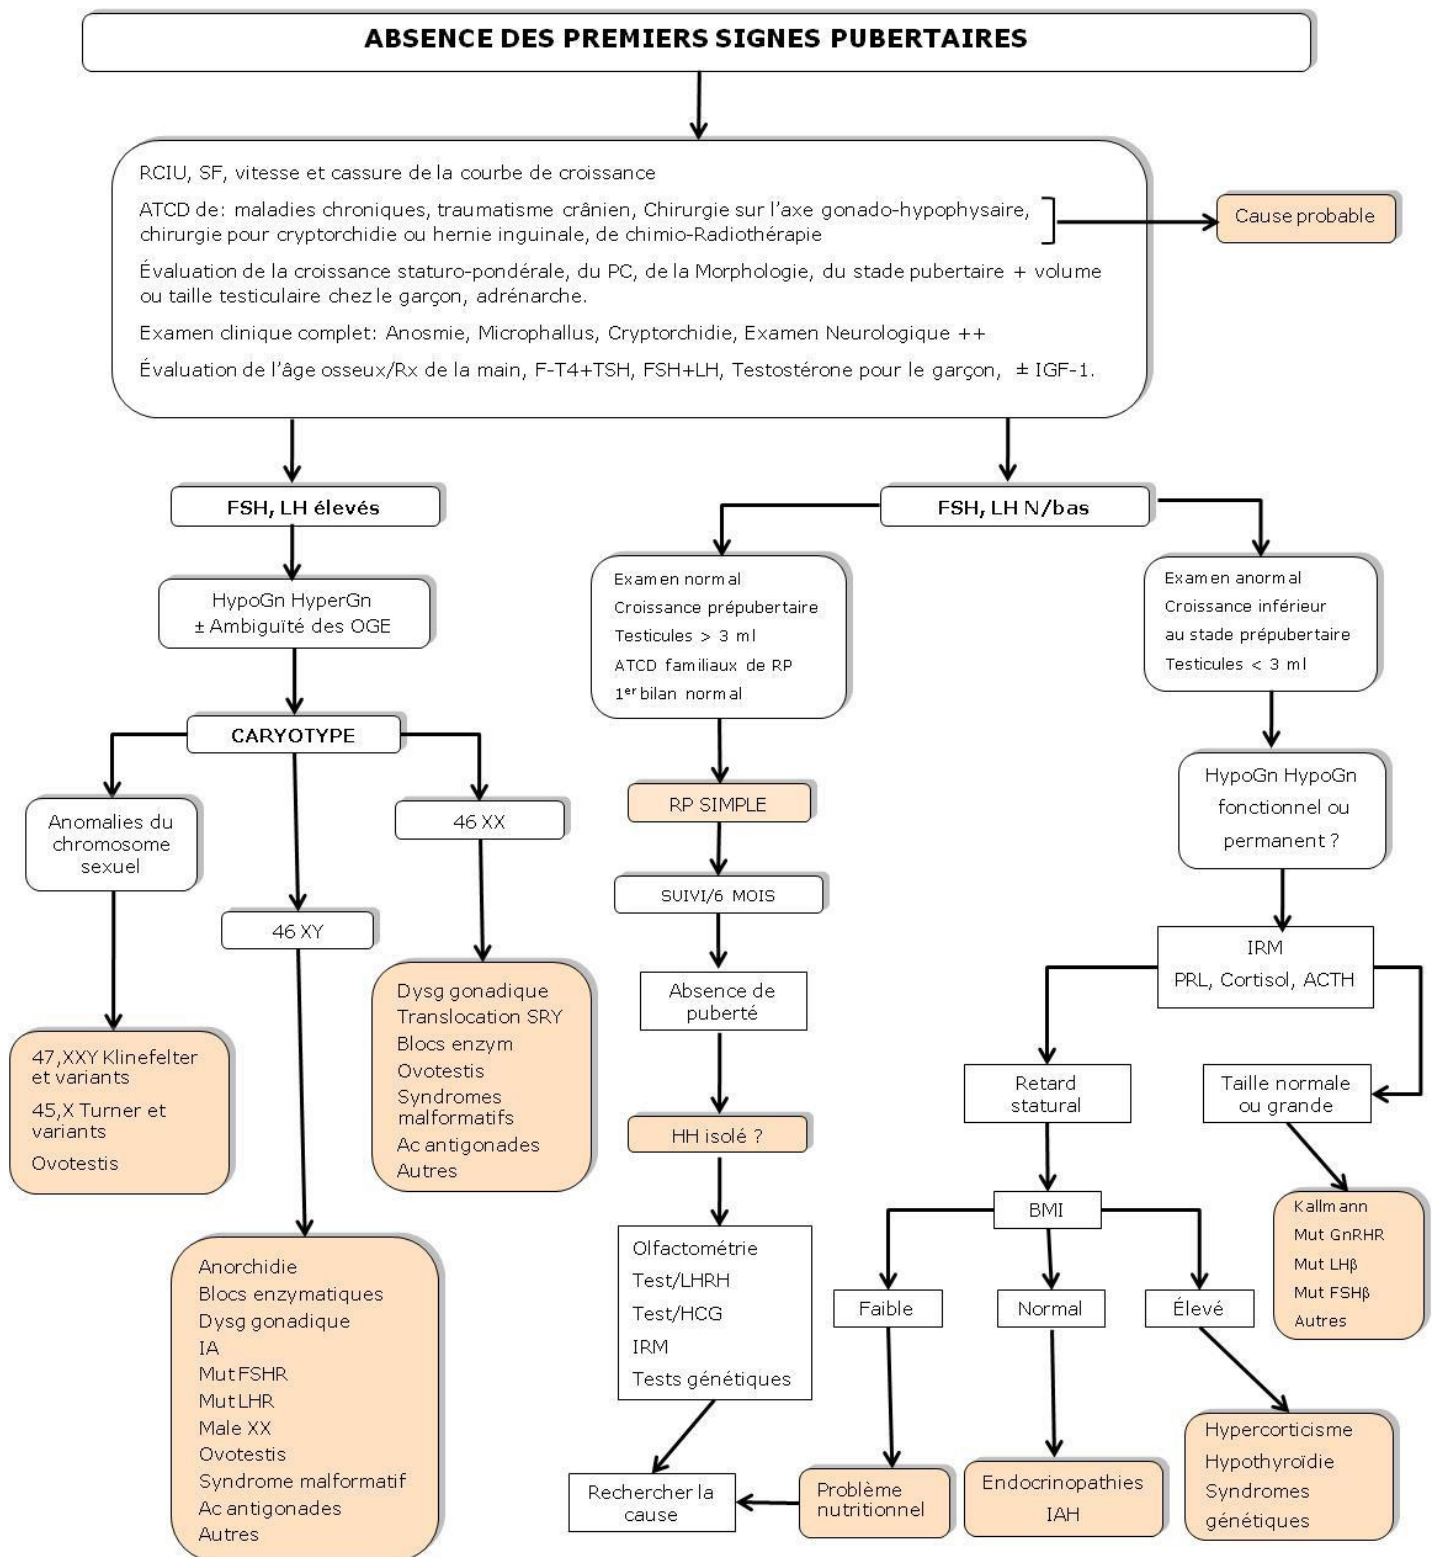 ABSENCE DES PREMIERS SIGNES PUBERTAIRES
RCIU, SF, vitesse et cassure de la courbe de croissance
ATCD de: maladies chroniques, traumatisme crânien, Chirurgie sur l'axe gonado-hypophysaire,
chirurgie pour cryptorchidie ou hernie inguinale, de chimio-Radiothérapie
Cause probable
Évaluation de la croissance staturo-pondérale, du PC, de la Morphologie, du stade pubertaire + volume
ou taille testiculaire chez le garçon, adrénarche.
Examen clinique complet: Anosmie, Microphallus, Cryptorchidie, Examen Neurologique ++
Évaluation de l'âge osseux/Rx de la main, F-T4+TSH, FSH+LH, Testostérone pour le garçon, ± IGF-1.
FSH, LH élevés
HypoGn HyperGn
± Ambiguïté des OGE
CARYOTYPE
Anomalies du
chromosome
sexuel
47,XXY Klinefelter
et variants
45,X Turner et
variants
Ovotestis
46 XY
Anorchidie
Blocs enzymatiques
Dysg gonadique
IA
Mut FSHR
Mut LHR
Male XX
Ovotestis
Syndrome malformatif
Ac antigonades
Autres
46 XX
Dysg gonadique
Translocation SRY
Blocs enzym
Ovotestis
Syndromes
malformatifs
Ac antigonades
Autres
FSH, LH N/bas
Examen normal
Croissance prépubertaire
Testicules > 3 ml
ATCD familiaux de RP
1er bilan normal
RP SIMPLE
SUIVI/6 MOIS
Absence de
puberté
HH isolé ?
Olfactométrie
Test/LHRH
Test/HCG
IRM
Tests génétiques
Rechercher la
cause
Examen anormal
Croissance inférieur
au stade prépubertaire
Testicules < 3 ml
HypoGn HypoGn
fonctionnel ou
permanent ?
IRM
PRL, Cortisol, ACTH
Retard
statural
Taille normale
ou grande
BMI
Kallmann
Mut GnRHR
Mut LHβ
Mut FSHβ
Autres
Faible
Normal
Élevé
Problème
nutritionnel
Endocrinopathies
IAH
Hypercorticisme
Hypothyroïdie
Syndromes
génétiques